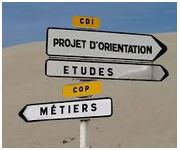 CDI
PROJET D'ORIENTATION
ETUDES
COP
MÉTIERS